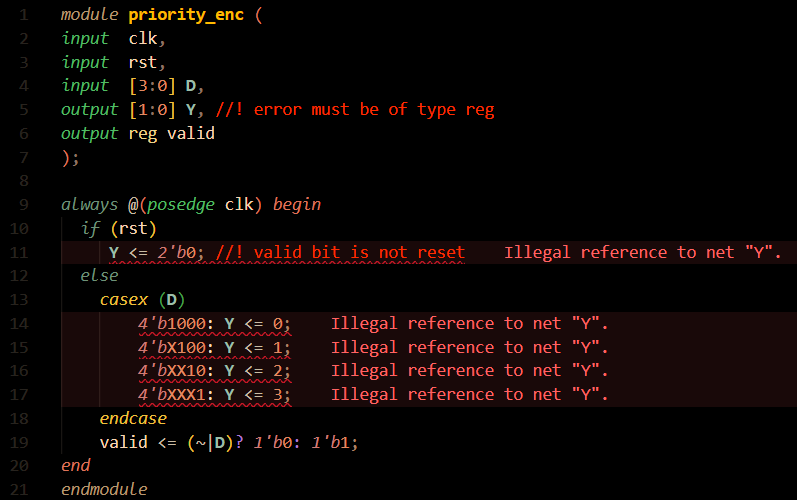 1 module priority_enc (
2 input  clk,
3 input  rst,
4 input  [3:0] D,
5 output [1:0] Y, //! error must be of type reg
6 output reg valid
7 );
8
9 always @(posedge clk) begin
10   if (rst)
11      Y <= 2'b0; //! valid bit is not reset    Illegal reference to net "Y".
12   else
13     casex (D)
14         4'b1000: Y <= 0;    Illegal reference to net "Y".
15         4'bX100: Y <= 1;    Illegal reference to net "Y".
16         4'bXX10: Y <= 2;    Illegal reference to net "Y".
17         4'bXXX1: Y <= 3;    Illegal reference to net "Y".
18     endcase
19     valid <= (~|D)? 1'b0: 1'b1;
20 end
21 endmodule